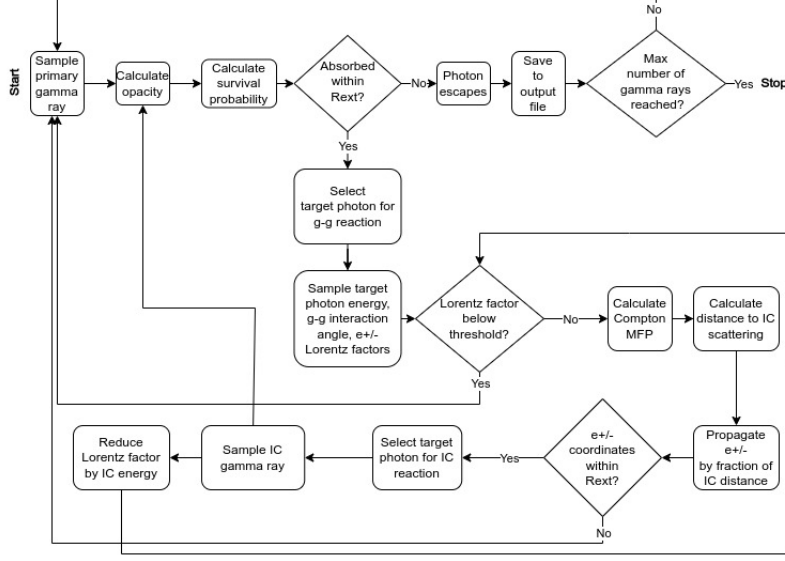 No
Start
Sample
primary
gamma
ray
Calculate
opacity
Calculate
survival
probability
Absorbed
within
Rext?
No
Photon
escapes
Save
to
output
file
Max
number of
gamma rays
reached?
Yes
Stop
Yes
Select
target photon for
g-g reaction
Sample target
photon energy,
g-g interaction
angle, e+/-
Lorentz factors
Lorentz factor
below
threshold?
No
Calculate
Compton
MFP
Calculate
distance to IC
scattering
Yes
Reduce
Lorentz factor
by IC energy
Sample IC
gamma ray
Select target
photon for IC
reaction
Yes
e+/-
coordinates
within
Rext?
Propagate
e+/-
by fraction of
IC distance
No